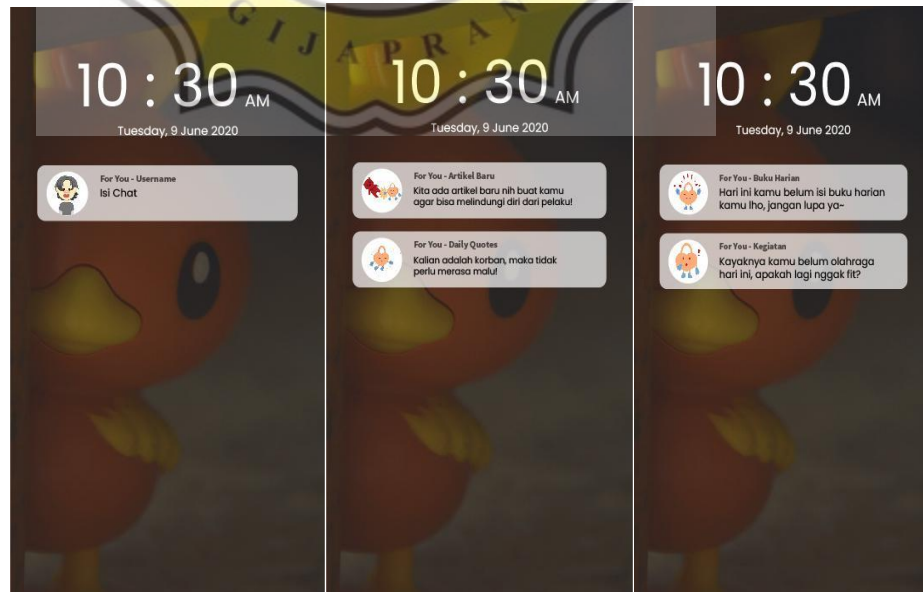 GIJAPRAN
10 : 30 AM
Tuesday, 9 June 2020
For You - Username
Isi Chat
10 : 30 AM
Tuesday, 9 June 2020
For You - Artikel Baru
Kita ada artikel baru nih buat kamu
agar bisa melindungi diri dari pelaku!
For You - Daily Quotes
Kalian adalah korban, maka tidak
perlu merasa malu!
10 : 30 AM
Tuesday, 9 June 2020
For You - Buku Harian
Hari ini kamu belum isi buku harian
kamu lho, jangan lupa ya~
For You - Kegiatan
Kayaknya kamu belum olahraga
hari ini, apakah lagi nggak fit?